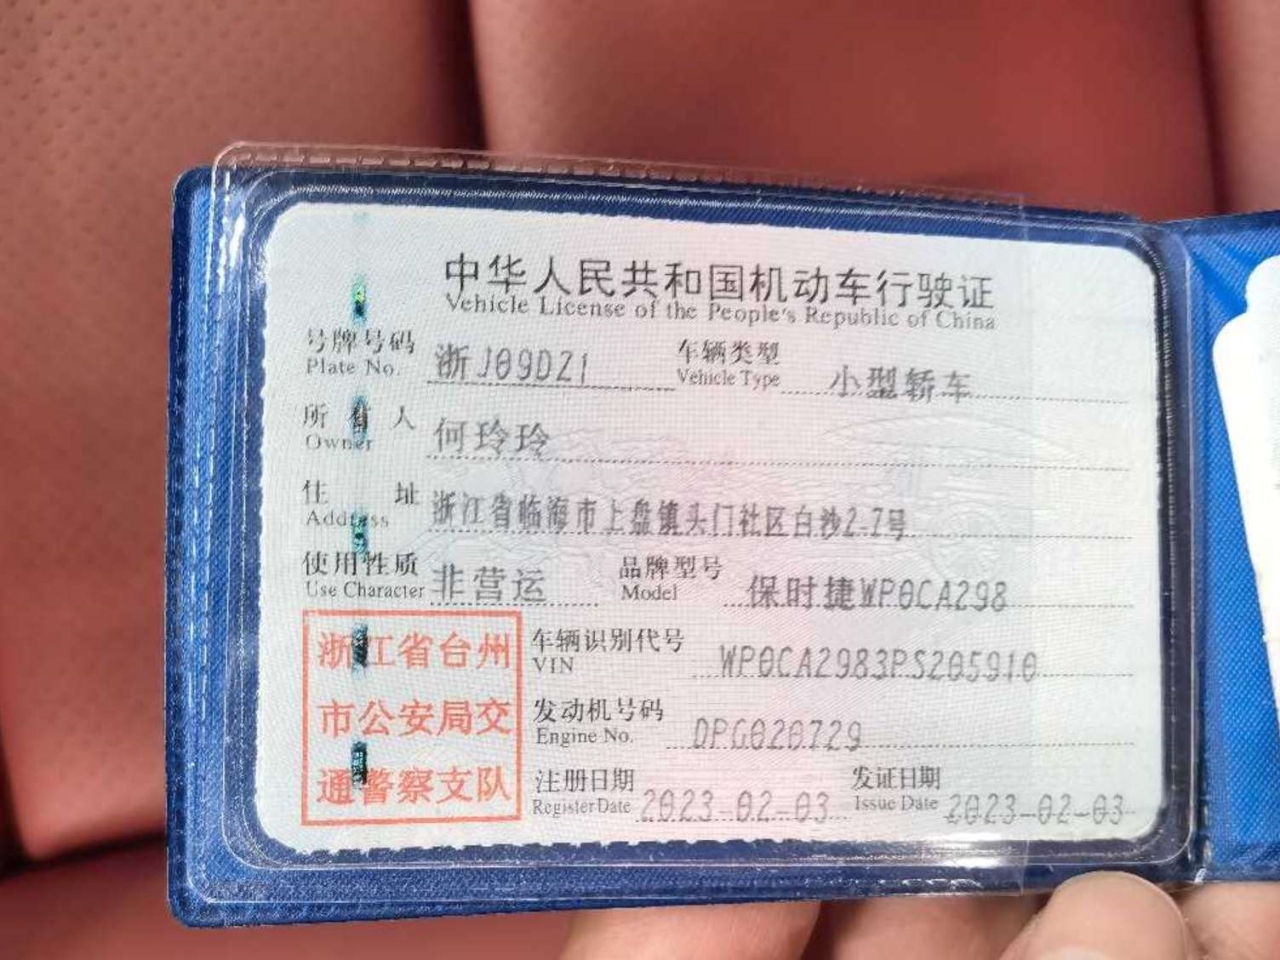 中华人民共和国机动车行驶证
Vehicle License of the People's Republic of China
号牌号码 浙J09DZ1 车辆类型 小型轿车
Plate No. Vehicle Type
所有人 何玲玲
Owner
住址 浙江省临海市上盘镇头门社区白沙2-7号
Address
使用性质 非营运 品牌型号 保时捷WP0CA298
Use Character Model
浙江省台州
市公安局交
通警察支队
车辆识别代号 WP0CA2983PS205910
VIN
发动机号码 DPG020729
Engine No.
注册日期 2023-02-03 发证日期 2023-02-03
Register Date Issue Date